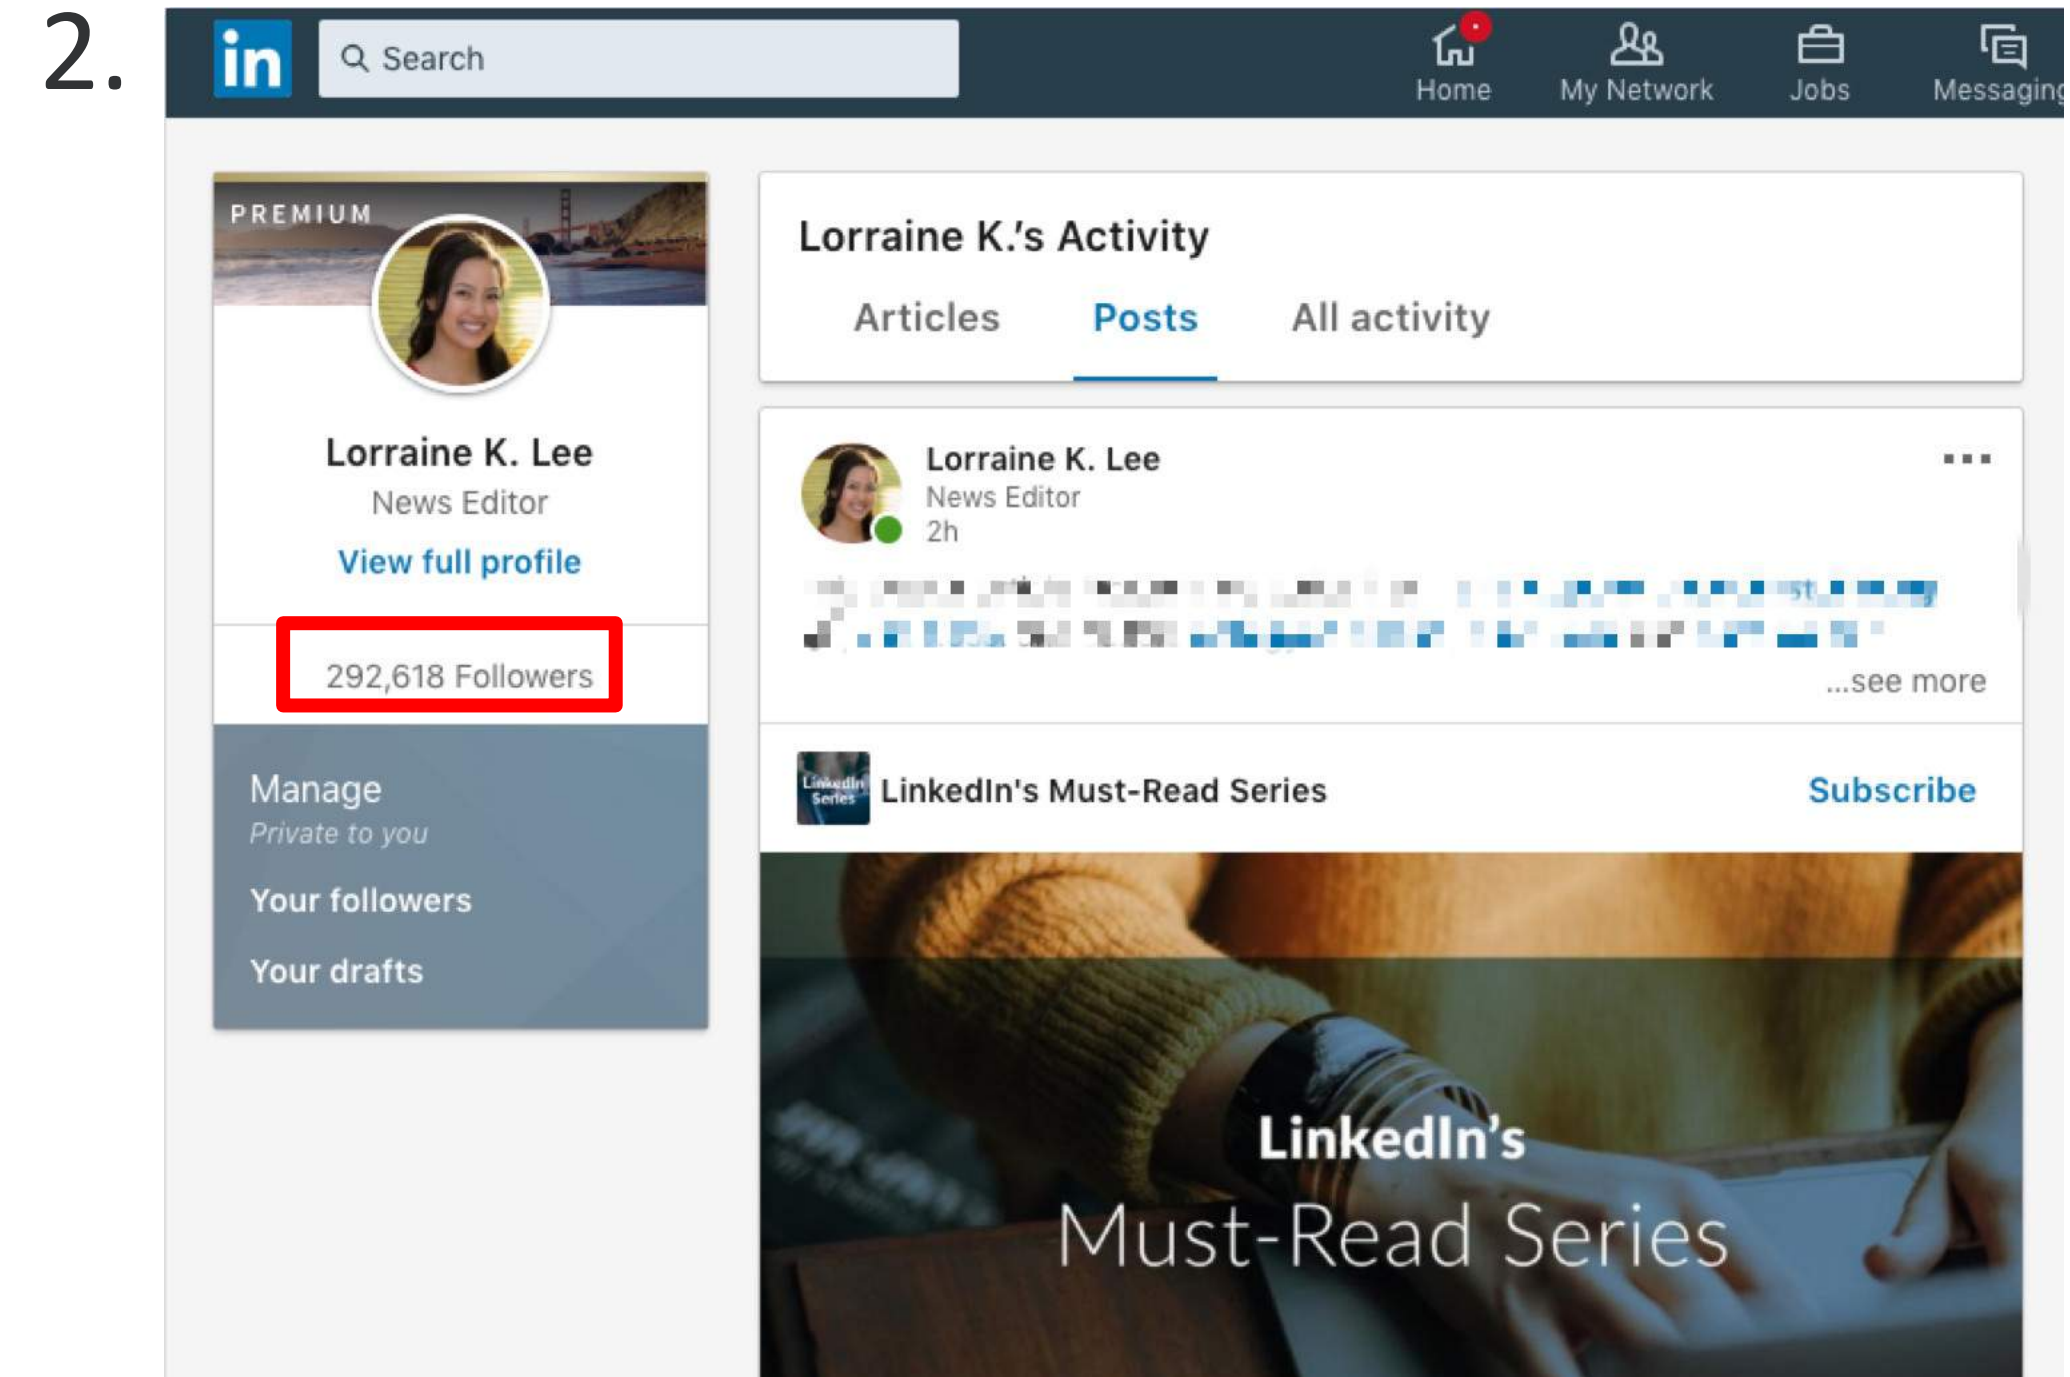 2.
in
Search
Home
My Network
Jobs
Messaging
PREMIUM
Lorraine K. Lee
News Editor
View full profile
292,618 Followers
Manage
Private to you
Your followers
Your drafts
Lorraine K.'s Activity
Articles Posts All activity
Lorraine K. Lee
News Editor
2h
...see more
LinkedIn
Series
LinkedIn's Must-Read Series
Subscribe
LinkedIn's
Must-Read Series